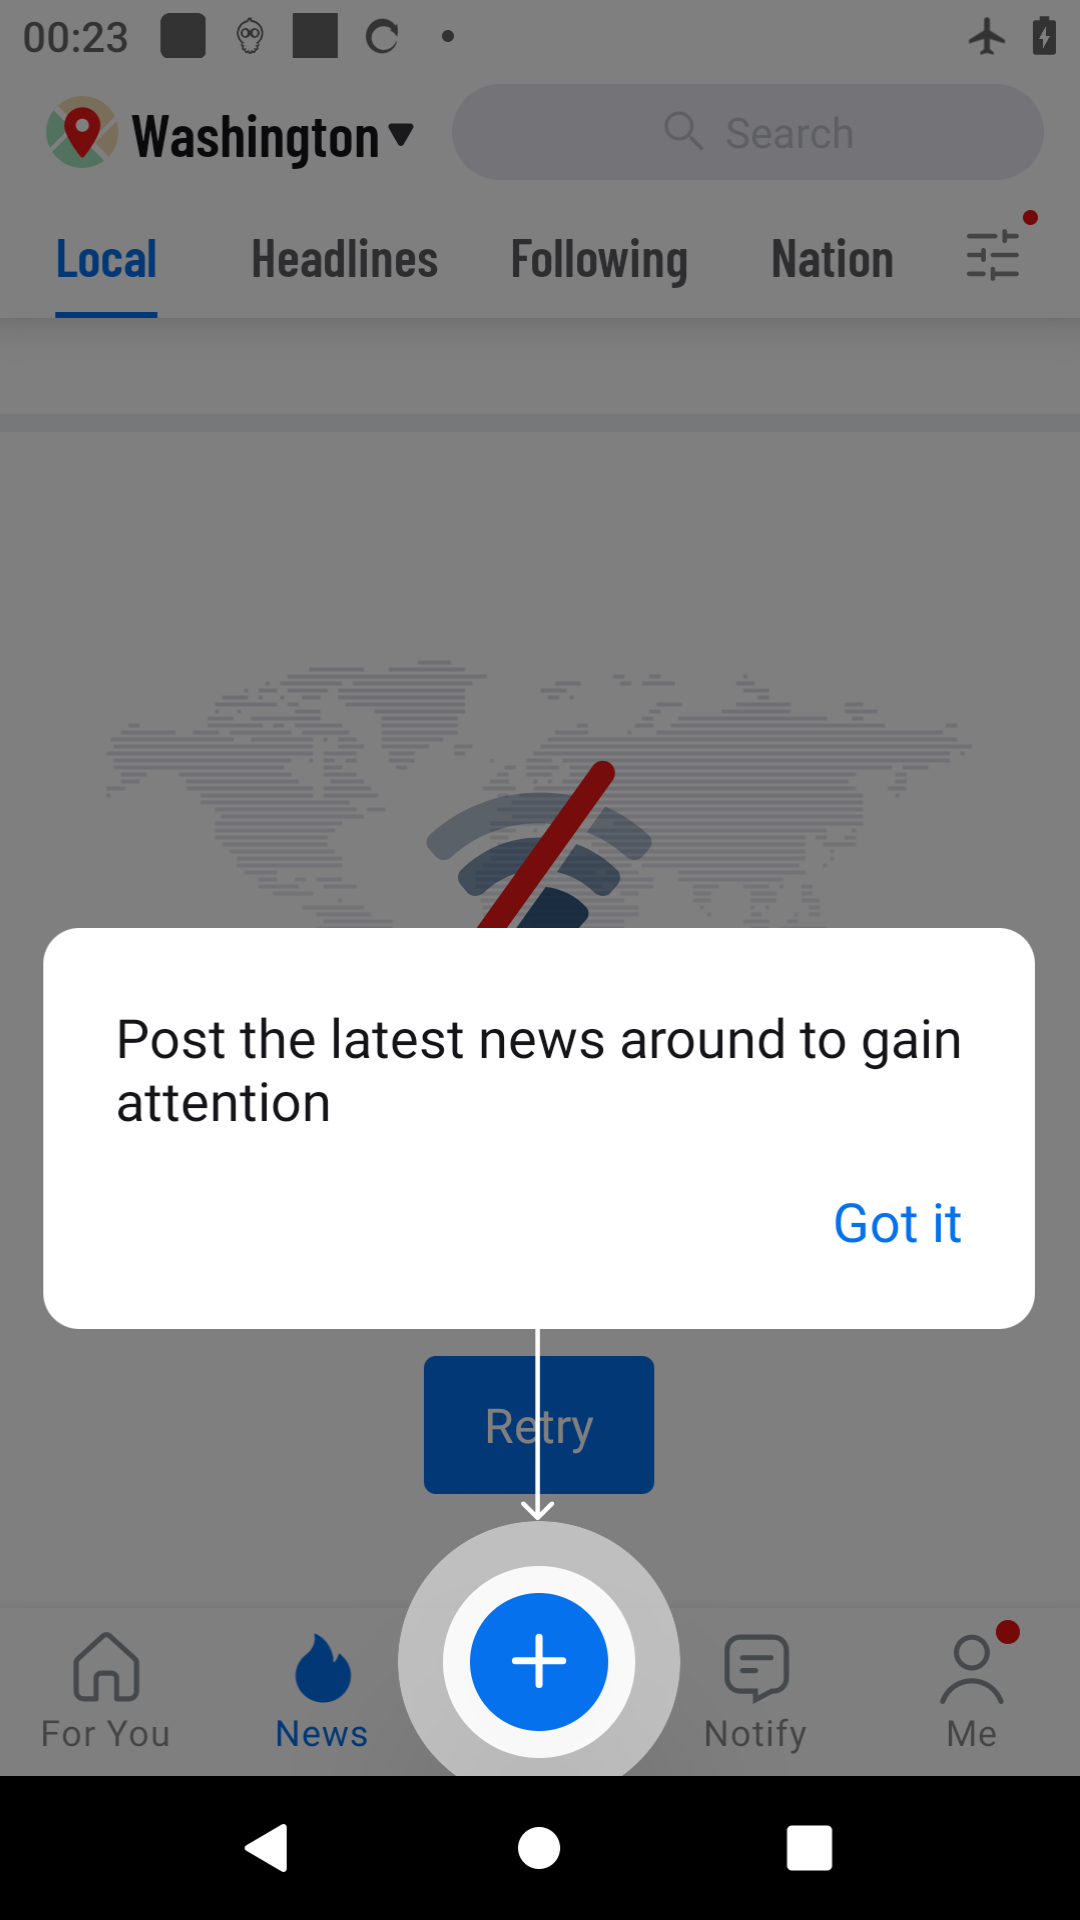 00:23
Washington
Search
Local Headlines Following Nation
Post the latest news around to gain
attention
Got it
Retry
For You News Notify Me